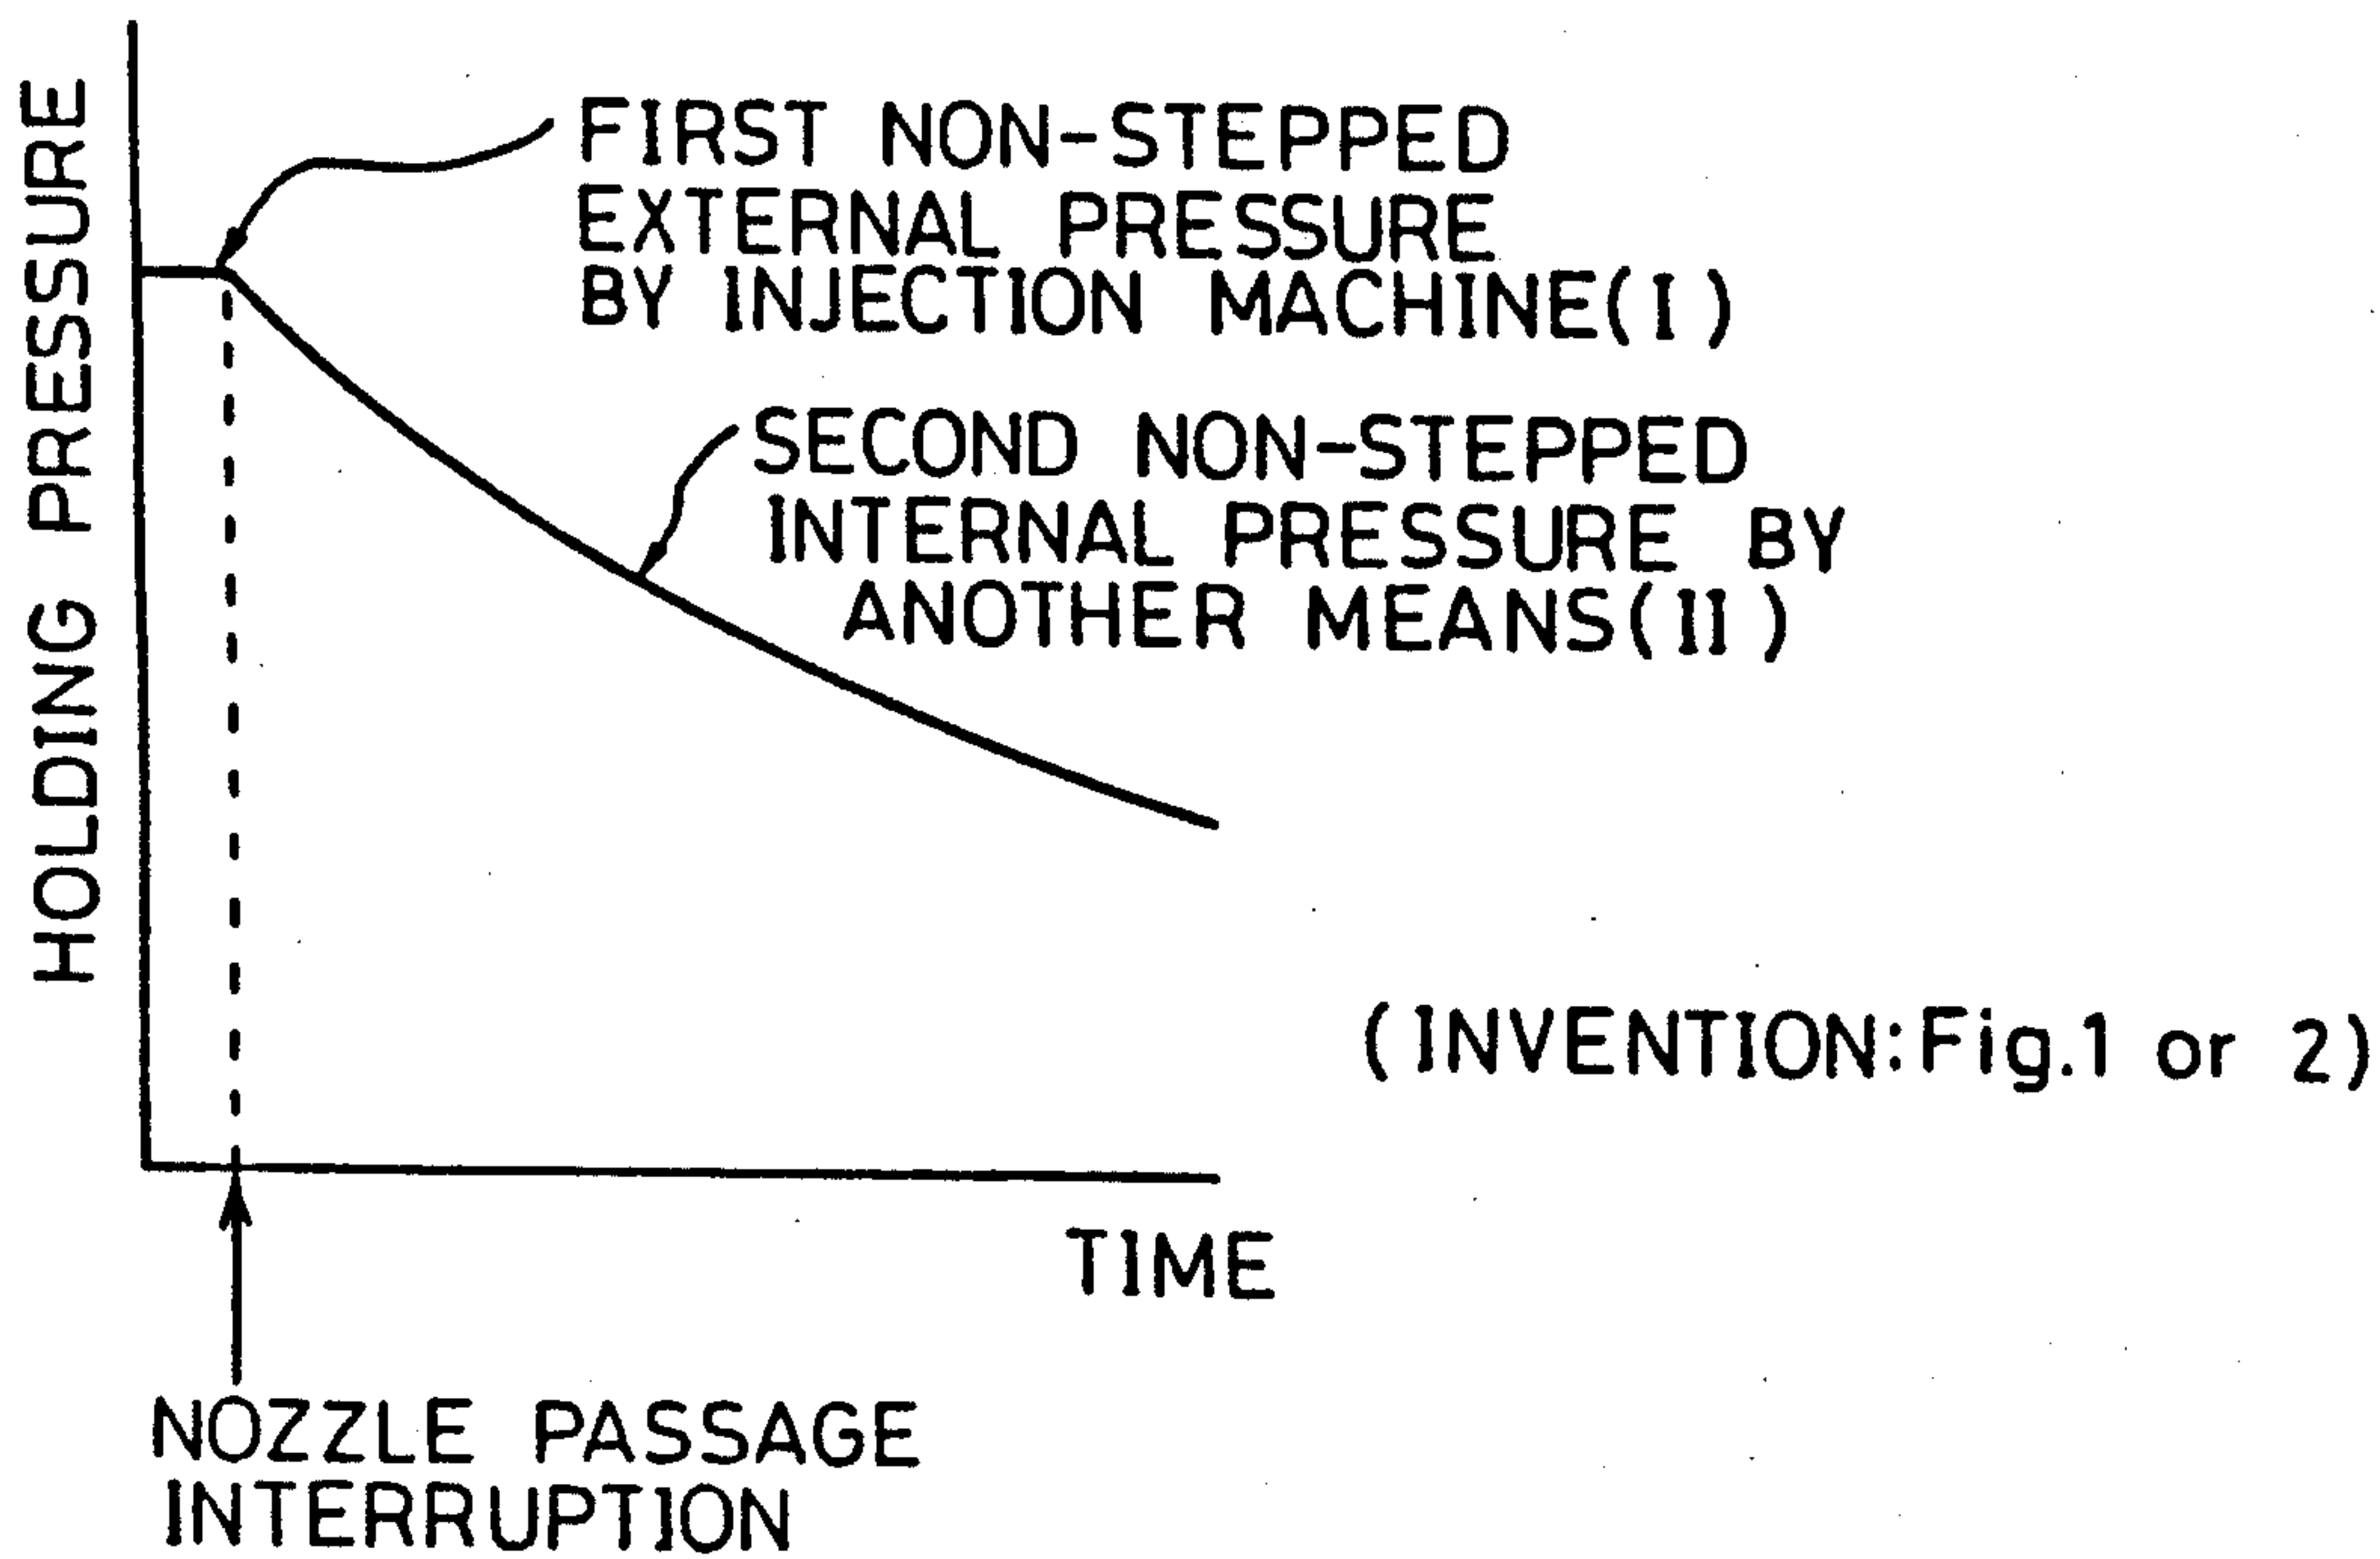 HOLDING PRESSURE
FIRST NON-STEPPED
EXTERNAL PRESSURE
BY INJECTION MACHINE(I)
SECOND NON-STEPPED
INTERNAL PRESSURE BY
ANOTHER MEANS(II)
(INVENTION:Fig.1 or 2)
TIME
NOZZLE PASSAGE
INTERRUPTION